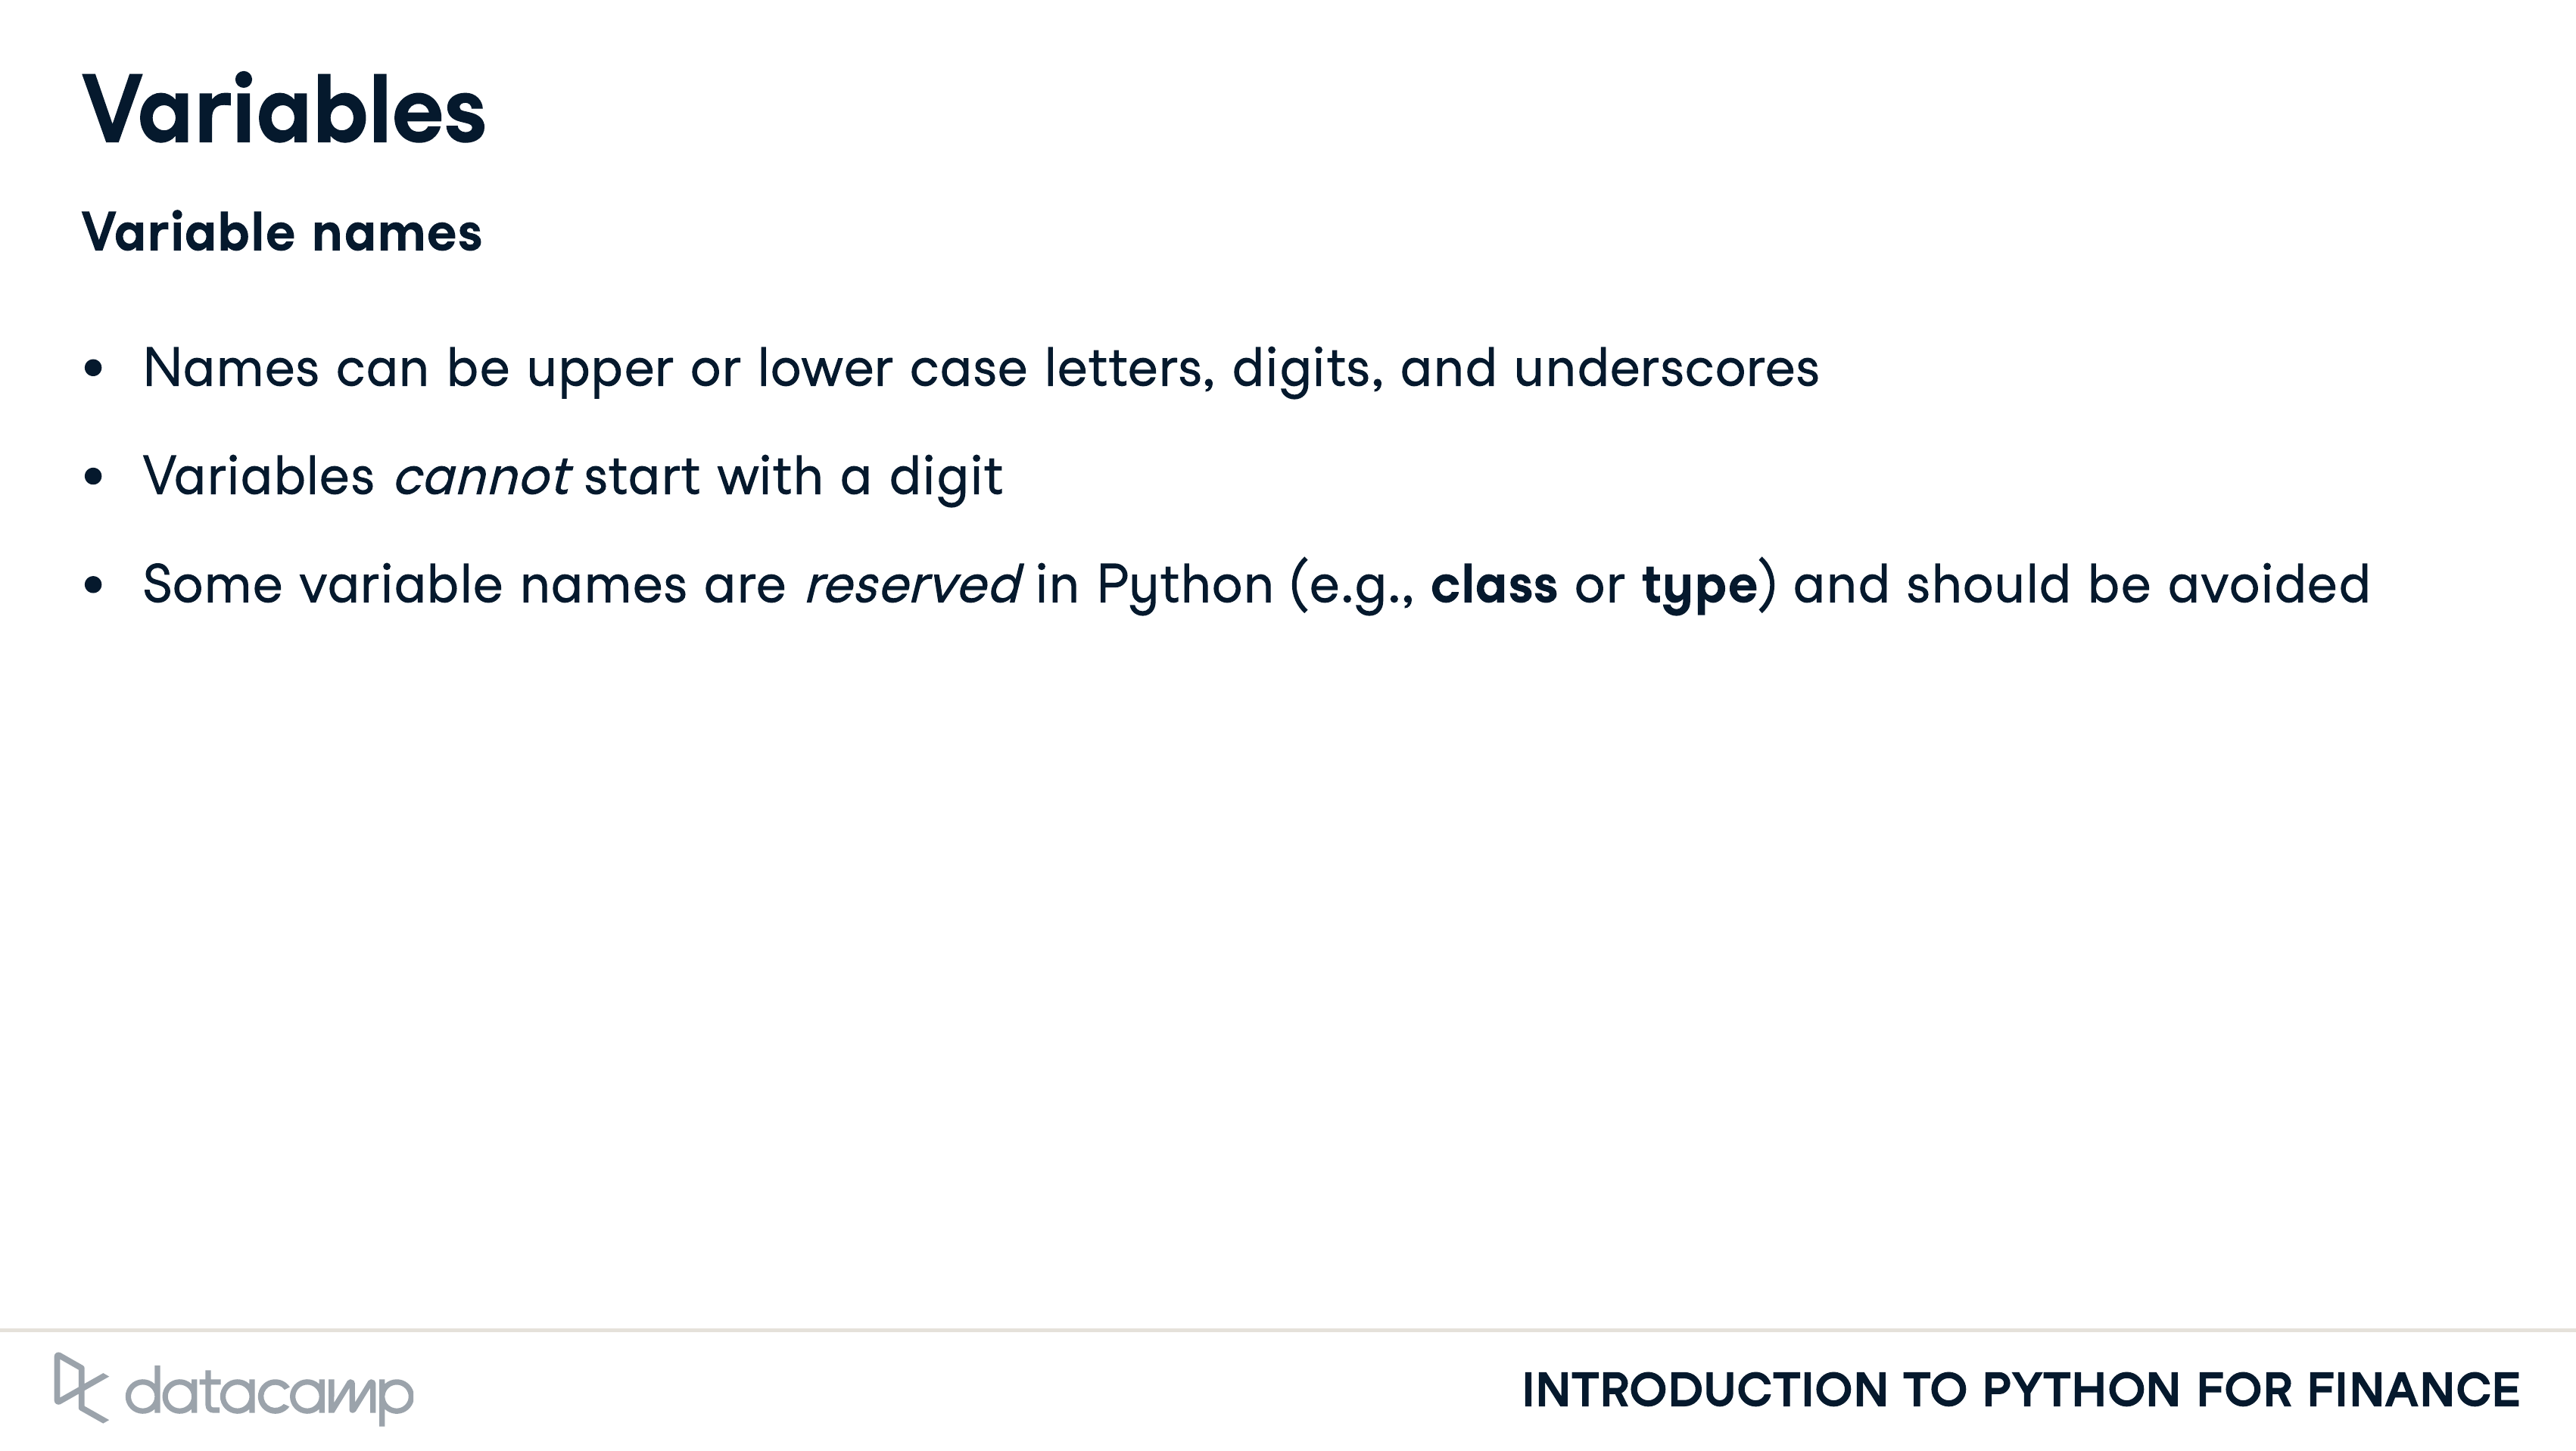 Variables
Variable names
• Names can be upper or lower case letters, digits, and underscores
• Variables cannot start with a digit
• Some variable names are reserved in Python (e.g., class or type) and should be avoided
datacamp
INTRODUCTION TO PYTHON FOR FINANCE